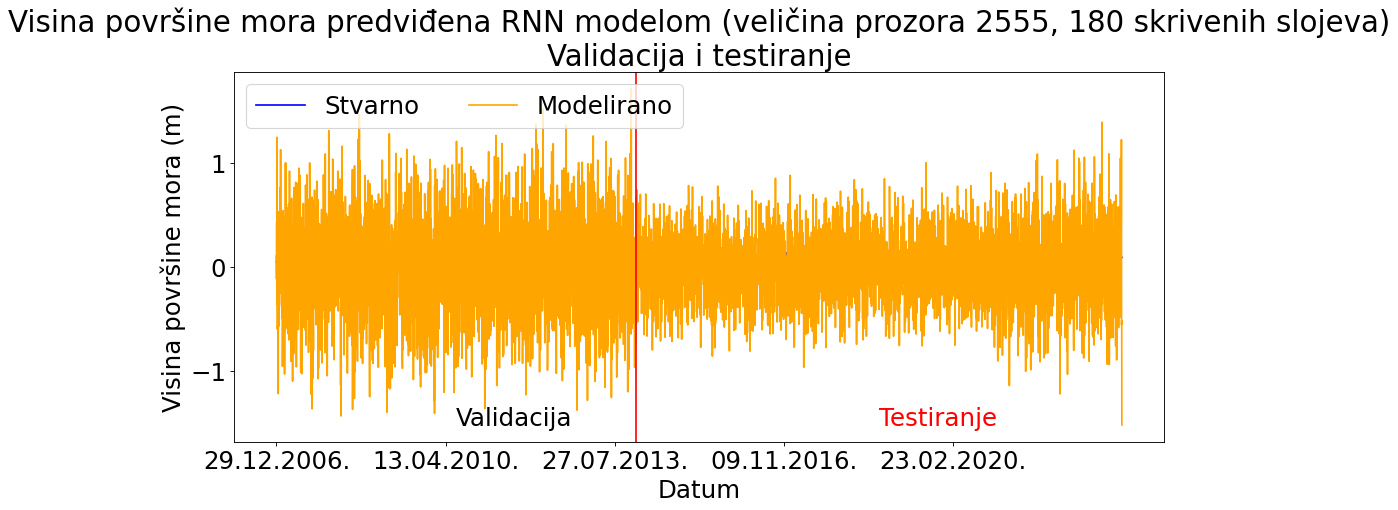 Visina površine mora predviđena RNN modelom (veličina prozora 2555, 180 skrivenih slojeva)
Validacija i testiranje
Stvarno
Modelirano
Visina površine mora (m)
1
0
−1
Validacija
Testiranje
29.12.2006.
13.04.2010.
27.07.2013.
09.11.2016.
23.02.2020.
Datum